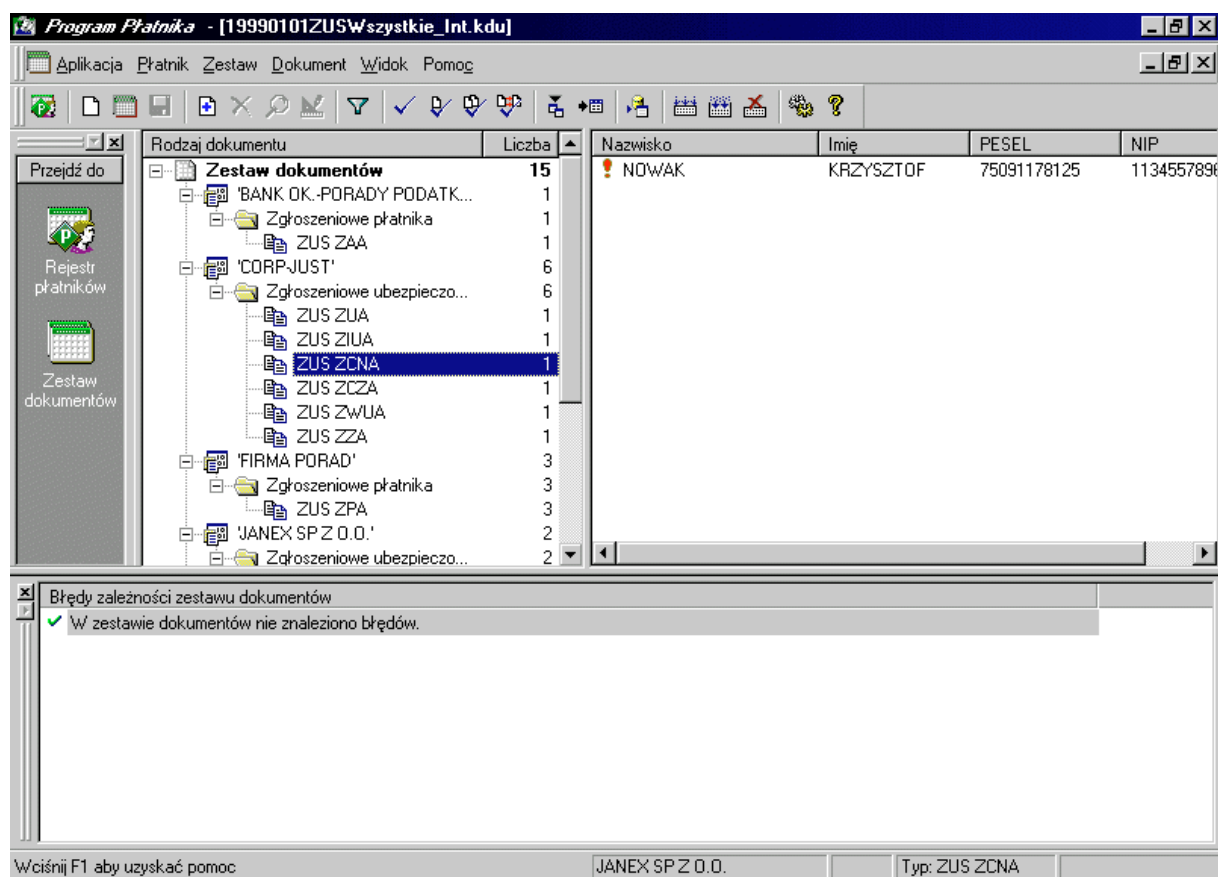 Program Płatnika - [19990101ZUSWszystkie_Int.kdu]
Aplikacja Płatnik Zestaw Dokument Widok Pomoc
Przejdź do
Rejestr
płatników
Zestaw
dokumentów
Rodzaj dokumentu Liczba
Zestaw dokumentów 15
'BANK OK.-PORADY PODATK... 1
Zgłoszeniowe płatnika 1
ZUS ZAA 1
'CORP-JUST' 6
Zgłoszeniowe ubezpieczo... 6
ZUS ZUA 1
ZUS ZIUA 1
ZUS ZCNA 1
ZUS ZCZA 1
ZUS ZWUA 1
ZUS ZZA 1
'FIRMA PORAD' 3
Zgłoszeniowe płatnika 3
ZUS ZPA 3
'JANEX SP Z O.O.' 2
Zgłoszeniowe ubezpieczo... 2
Nazwisko Imię PESEL NIP
NOWAK KRZYSZTOF 75091178125 1134557896
Błędy zależności zestawu dokumentów
W zestawie dokumentów nie znaleziono błędów.
Wciśnij F1 aby uzyskać pomoc JANEX SP Z O.O. Typ: ZUS ZCNA